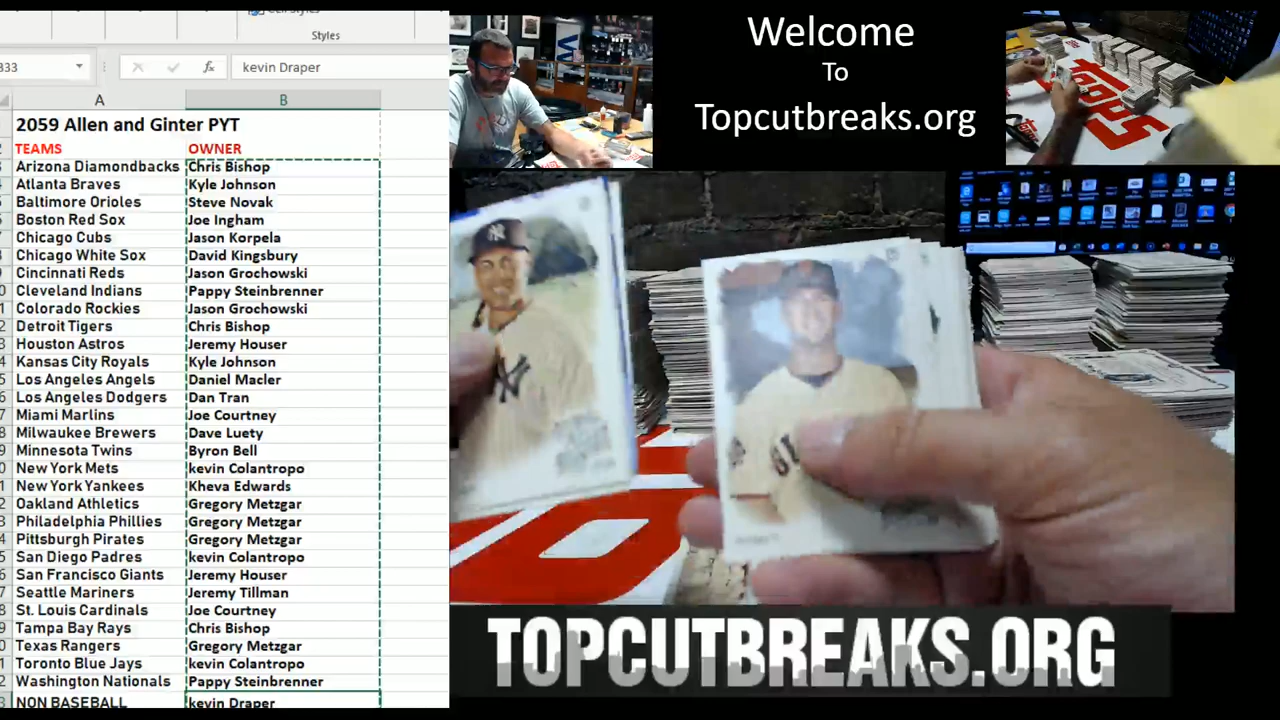 Styles
333
kevin Draper
A
B
2059 Allen and Ginter PYT
TEAMS OWNER
Arizona Diamondbacks Chris Bishop
Atlanta Braves Kyle Johnson
Baltimore Orioles Steve Novak
Boston Red Sox Joe Ingham
Chicago Cubs Jason Korpela
Chicago White Sox David Kingsbury
Cincinnati Reds Jason Grochowski
Cleveland Indians Pappy Steinbrenner
Colorado Rockies Jason Grochowski
Detroit Tigers Chris Bishop
Houston Astros Jeremy Houser
Kansas City Royals Kyle Johnson
Los Angeles Angels Daniel Macler
Los Angeles Dodgers Dan Tran
Miami Marlins Joe Courtney
Milwaukee Brewers Dave Luety
Minnesota Twins Byron Bell
New York Mets kevin Colantropo
New York Yankees Kheva Edwards
Oakland Athletics Gregory Metzgar
Philadelphia Phillies Gregory Metzgar
Pittsburgh Pirates Gregory Metzgar
San Diego Padres kevin Colantropo
San Francisco Giants Jeremy Houser
Seattle Mariners Jeremy Tillman
St. Louis Cardinals Joe Courtney
Tampa Bay Rays Chris Bishop
Texas Rangers Gregory Metzgar
Toronto Blue Jays kevin Colantropo
Washington Nationals Pappy Steinbrenner
NON BASEBALL kevin Draper
Welcome
To
Topcutbreaks.org
topps
NY
TOPCUTBREAKS.ORG